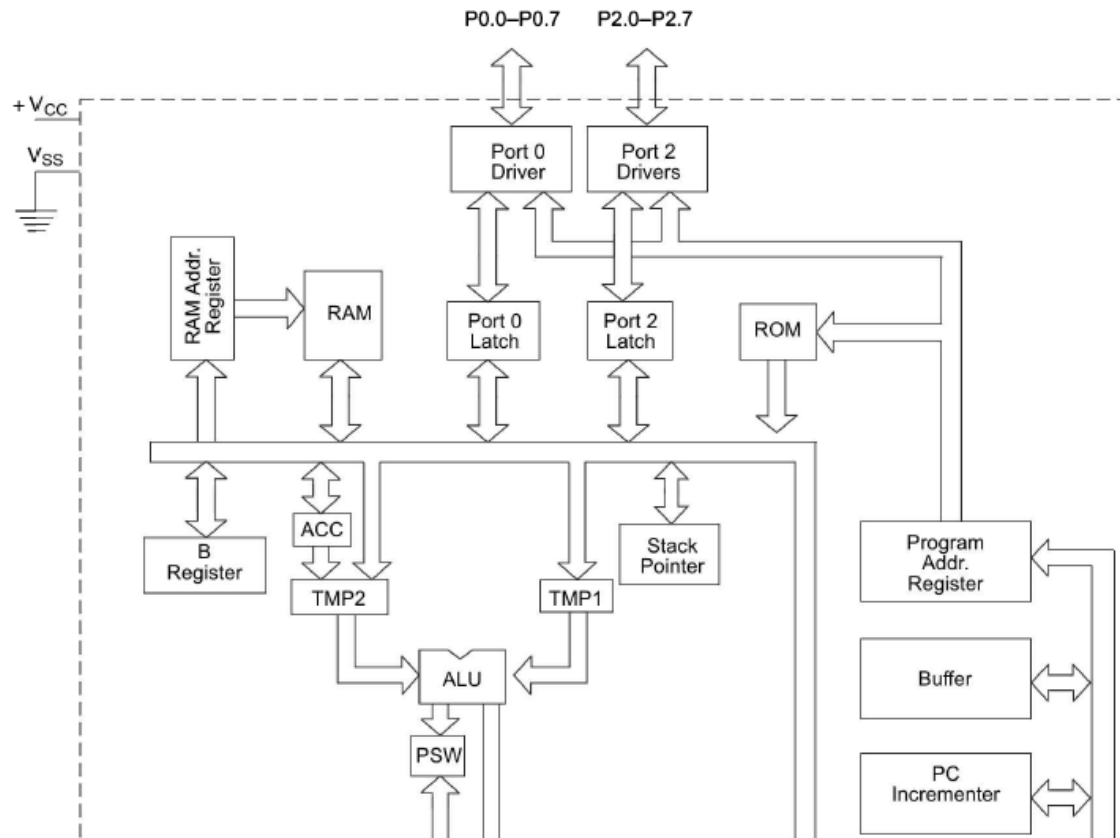 P0.0–P0.7
P2.0–P2.7
+ VCC
VSS
Port 0
Driver
Port 2
Drivers
RAM Addr.
Register
RAM
Port 0
Latch
Port 2
Latch
ROM
B
Register
ACC
TMP2
TMP1
Stack
Pointer
Program
Addr.
Register
ALU
Buffer
PSW
PC
Incrementer